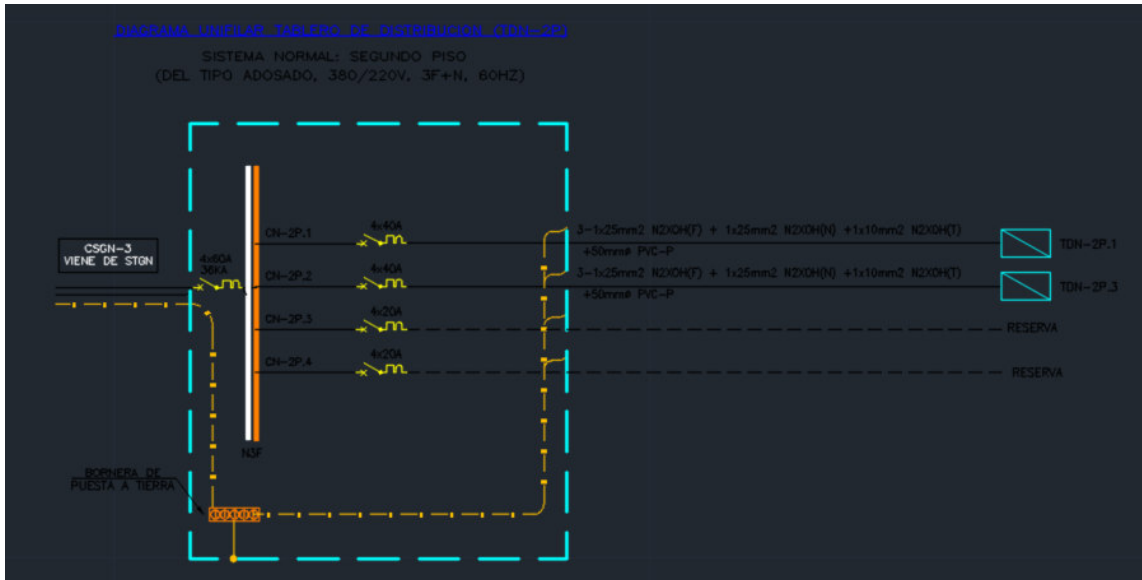 DIAGRAMA UNIFILAR TABLERO DE DISTRIBUCION (TDN-2P)
SISTEMA NORMAL: SEGUNDO PISO
(DEL TIPO ADOSADO, 380/220V, 3F+N, 60HZ)
CSGN-3
VIENE DE STGN
4x60A
36KA
CN-2P.1
4x40A
3-1x25mm2 N2XOH(F) + 1x25mm2 N2XOH(N) +1x10mm2 N2XOH(T)
+50mmø PVC-P
TDN-2P.1
CN-2P.2
4x40A
3-1x25mm2 N2XOH(F) + 1x25mm2 N2XOH(N) +1x10mm2 N2XOH(T)
+50mmø PVC-P
TDN-2P.3
CN-2P.3
4x20A
RESERVA
CN-2P.4
4x20A
RESERVA
N3F
BORNERA DE
PUESTA A TIERRA